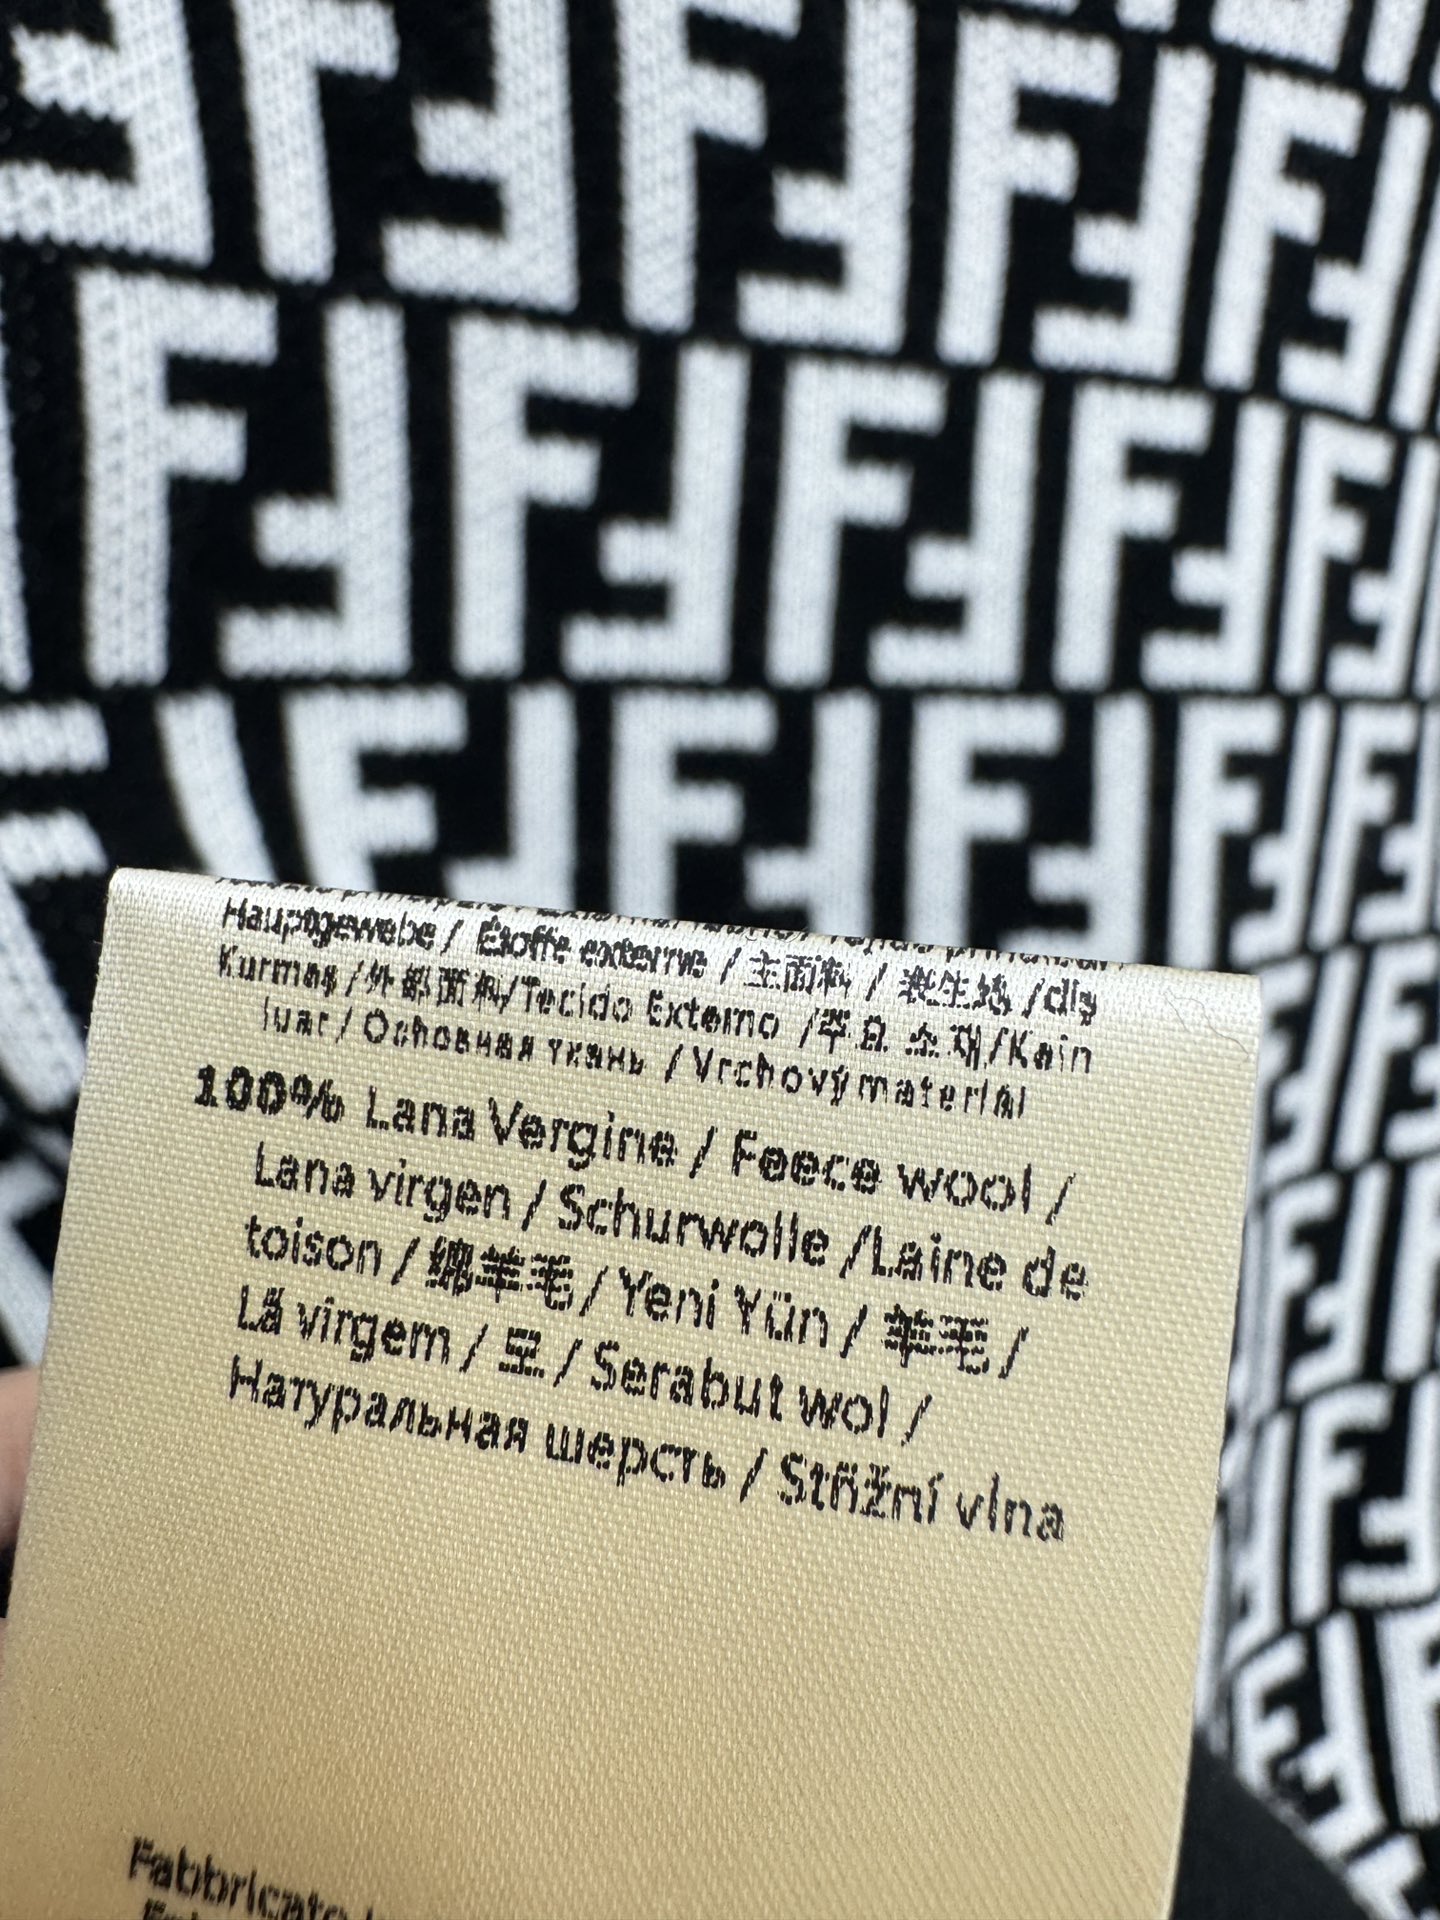 Hauptgewebe / Étoffe externe / 主面料 / 表生地 /dış
Kumaş /外部面料/Tecido Externo /주요 소재/Kain
luar / Основная ткань / Vrchový materiál
100% Lana Vergine / Feece wool /
Lana virgen / Schurwolle /Laine de
toison / 绵羊毛 / Yeni Yün / 羊毛 /
Lã virgem / 모 / Serabut wol /
Натуральная шерсть / Střižní vlna
Fabbricato